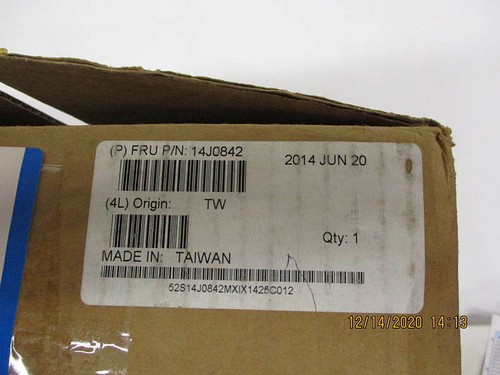 (P) FRU P/N: 14J0842
2014 JUN 20
(4L) Origin: TW
Qty: 1
MADE IN: TAIWAN
52S14J0842MXIX1425C012
12/14/2020 14:13